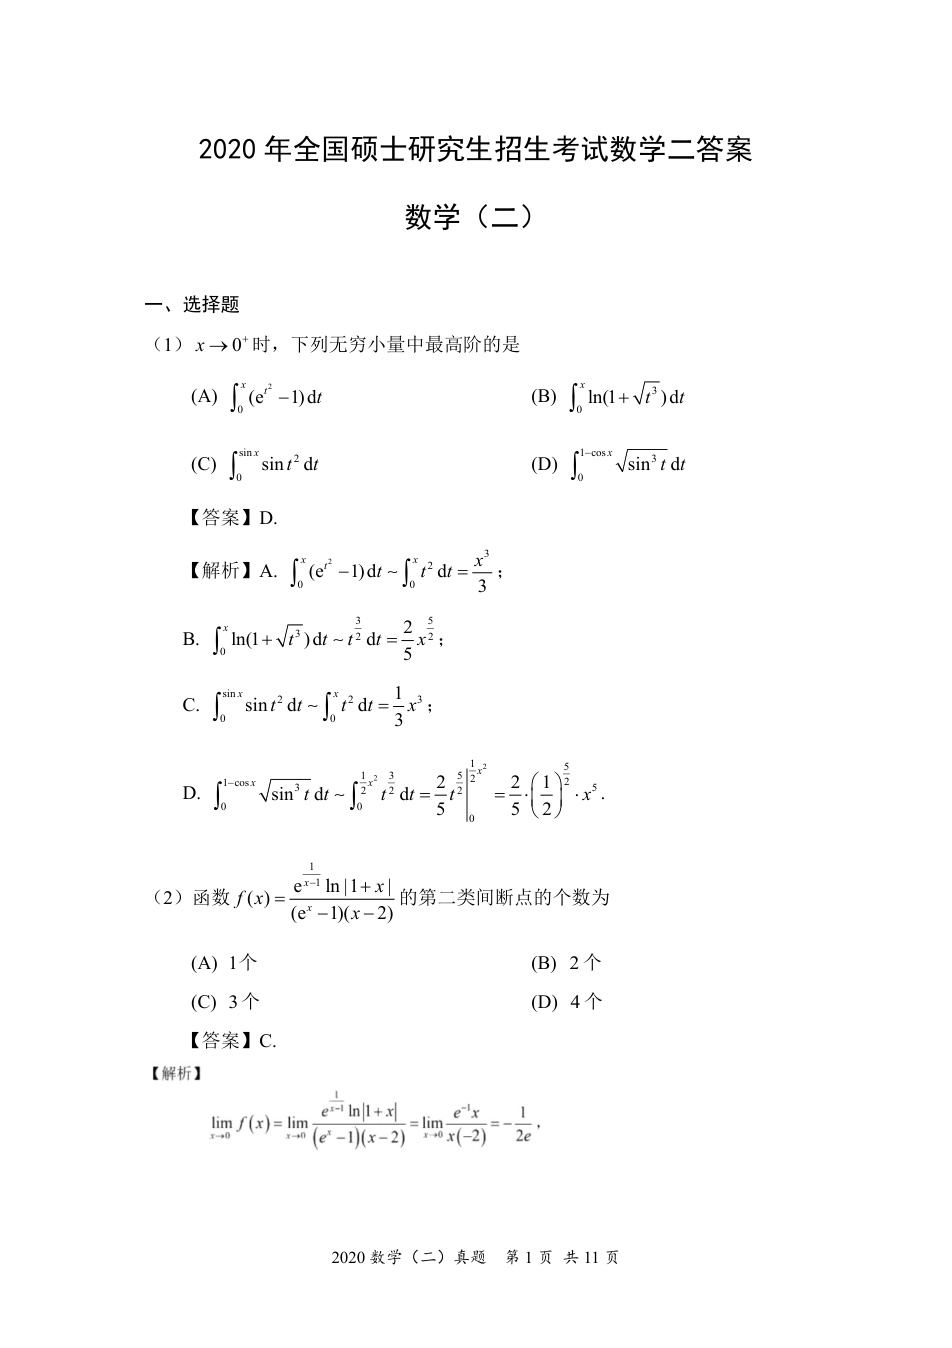 2020 年全国硕士研究生招生考试数学二答案
数学（二）
一、选择题
（1） x → 0⁺ 时，下列无穷小量中最高阶的是
(A) ∫₀ˣ (e^{t²} − 1) dt (B) ∫₀ˣ ln(1 + √(t³)) dt
(C) ∫₀^{sin x} sin t² dt (D) ∫₀^{1−cos x} √(sin³ t) dt
【答案】D.
【解析】A. ∫₀ˣ (e^{t²} − 1) dt ~ ∫₀ˣ t² dt = x³/3；
B. ∫₀ˣ ln(1 + √(t³)) dt ~ t^{3/2} dt = 2/5 x^{5/2}；
C. ∫₀^{sin x} sin t² dt ~ ∫₀ˣ t² dt = 1/3 x³；
D. ∫₀^{1−cos x} √(sin³ t) dt ~ ∫₀^{1/2 x²} t^{3/2} dt = 2/5 t^{5/2} |₀^{1/2 x²} = 2/5 · (1/2)^{5/2} · x⁵.
（2）函数 f(x) = e^{1/(x−1)} ln|1 + x| / ((eˣ − 1)(x − 2)) 的第二类间断点的个数为
(A) 1个 (B) 2个
(C) 3个 (D) 4个
【答案】C.
【解析】
lim_{x→0} f(x) = lim_{x→0} e^{1/(x−1)} ln|1 + x| / ((eˣ − 1)(x − 2)) = lim_{x→0} e⁻¹x / (x(−2)) = − 1/(2e)，
2020 数学（二）真题 第 1 页 共 11 页